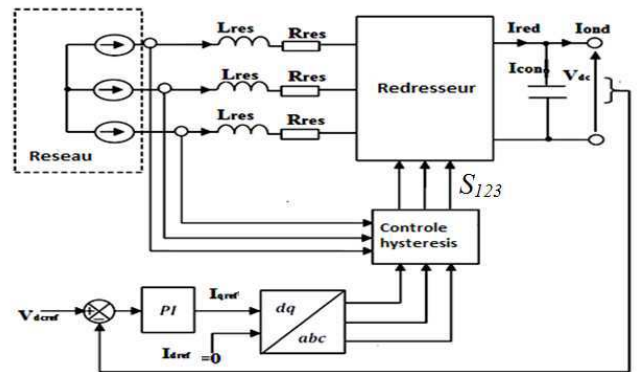 Lres
Rres
Ired
Iond
Lres
Rres
Redresseur
Icon
Vdc
Lres
Rres
Reseau
S123
Controle
hysteresis
Vdcref
PI
Iqref
dq
abc
Idref =0